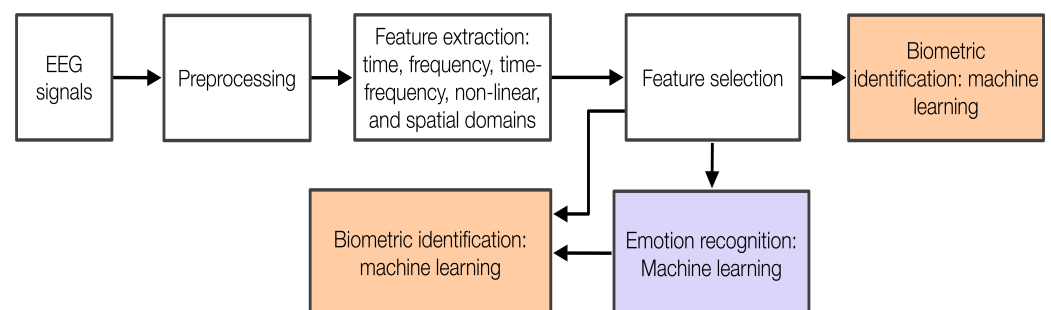 EEG
signals
Preprocessing
Feature extraction:
time, frequency, time-
frequency, non-linear,
and spatial domains
Feature selection
Biometric
identification: machine
learning
Biometric identification:
machine learning
Emotion recognition:
Machine learning